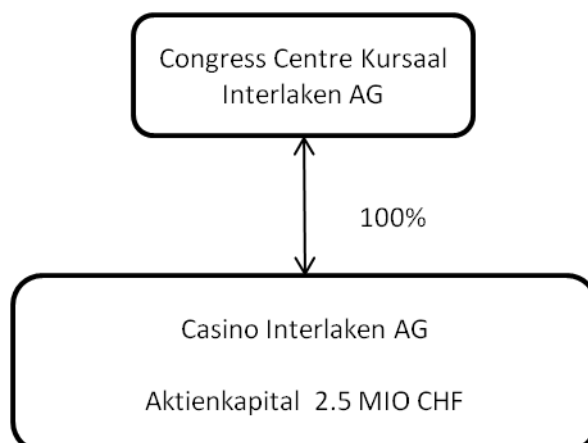 Congress Centre Kursaal
Interlaken AG
100%
Casino Interlaken AG
Aktienkapital 2.5 MIO CHF